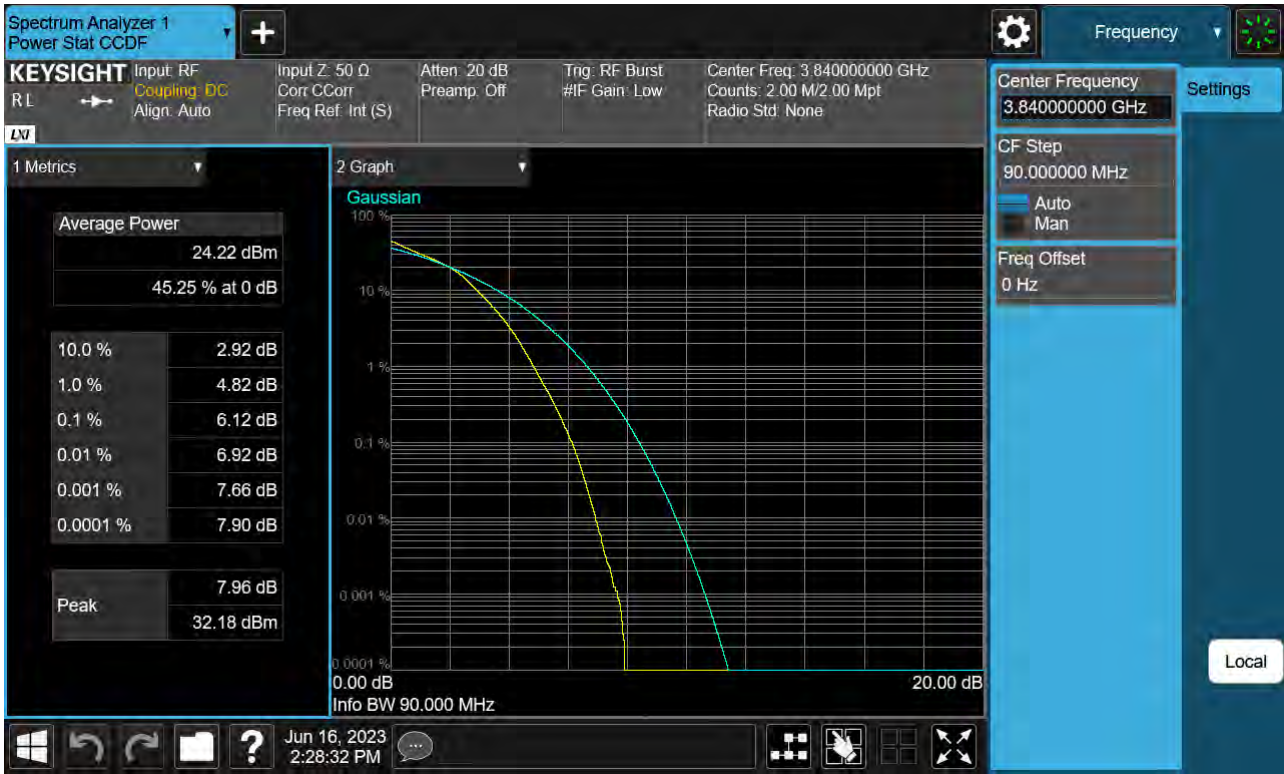 Spectrum Analyzer 1
Power Stat CCDF
Frequency
KEYSIGHT
RL
LXI
Input: RF
Coupling: DC
Align: Auto
Input Z: 50 Ω
Corr CCorr
Freq Ref: Int (S)
Atten: 20 dB
Preamp: Off
Trig: RF Burst
#IF Gain: Low
Center Freq: 3.840000000 GHz
Counts: 2.00 M/2.00 Mpt
Radio Std: None
Center Frequency
3.840000000 GHz
Settings
CF Step
90.000000 MHz
Auto
Man
Freq Offset
0 Hz
1 Metrics
Average Power
24.22 dBm
45.25 % at 0 dB
10.0 % 2.92 dB
1.0 % 4.82 dB
0.1 % 6.12 dB
0.01 % 6.92 dB
0.001 % 7.66 dB
0.0001 % 7.90 dB
Peak
7.96 dB
32.18 dBm
2 Graph
Gaussian
100 %
10 %
1 %
0.1 %
0.01 %
0.001 %
0.0001 %
0.00 dB
20.00 dB
Info BW 90.000 MHz
Local
?
Jun 16, 2023
2:28:32 PM